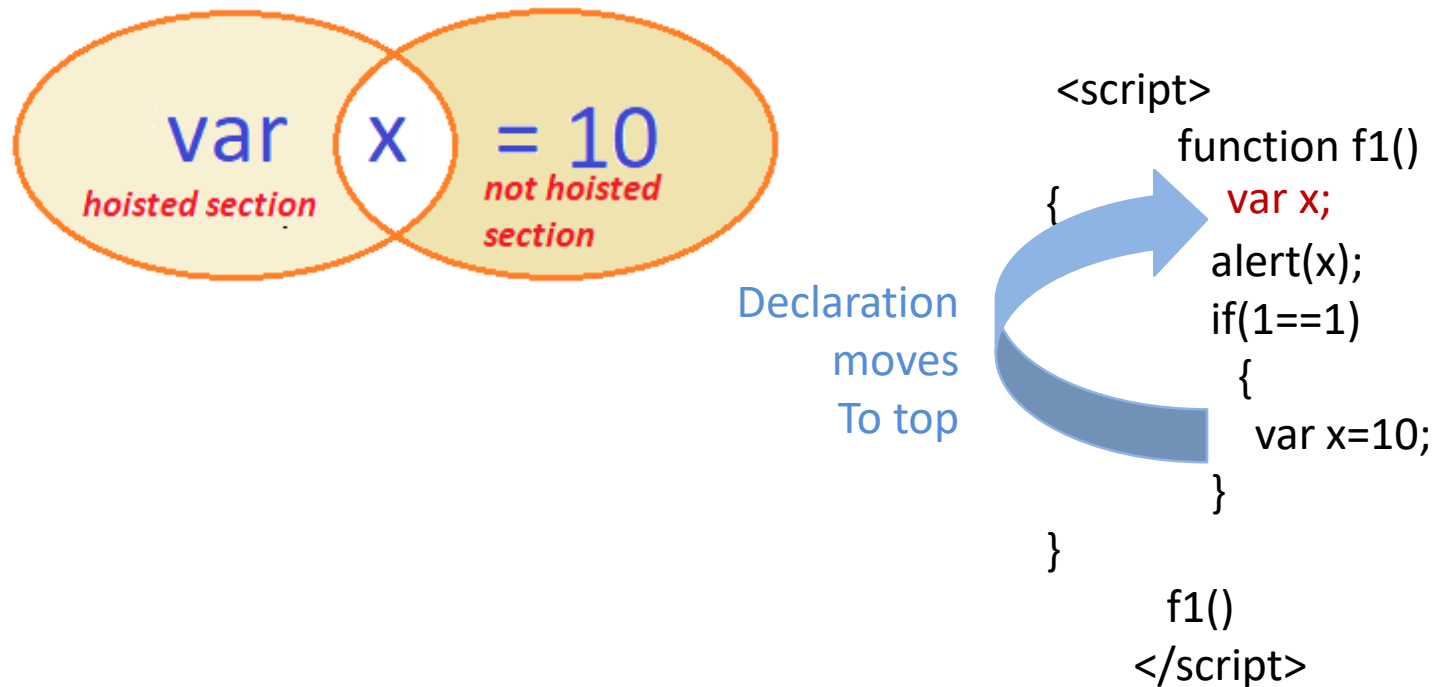 var x = 10
hoisted section
not hoisted
section
<script>
function f1()
{ var x;
alert(x);
if(1==1)
{
var x=10;
}
}
f1()
</script>
Declaration
moves
To top